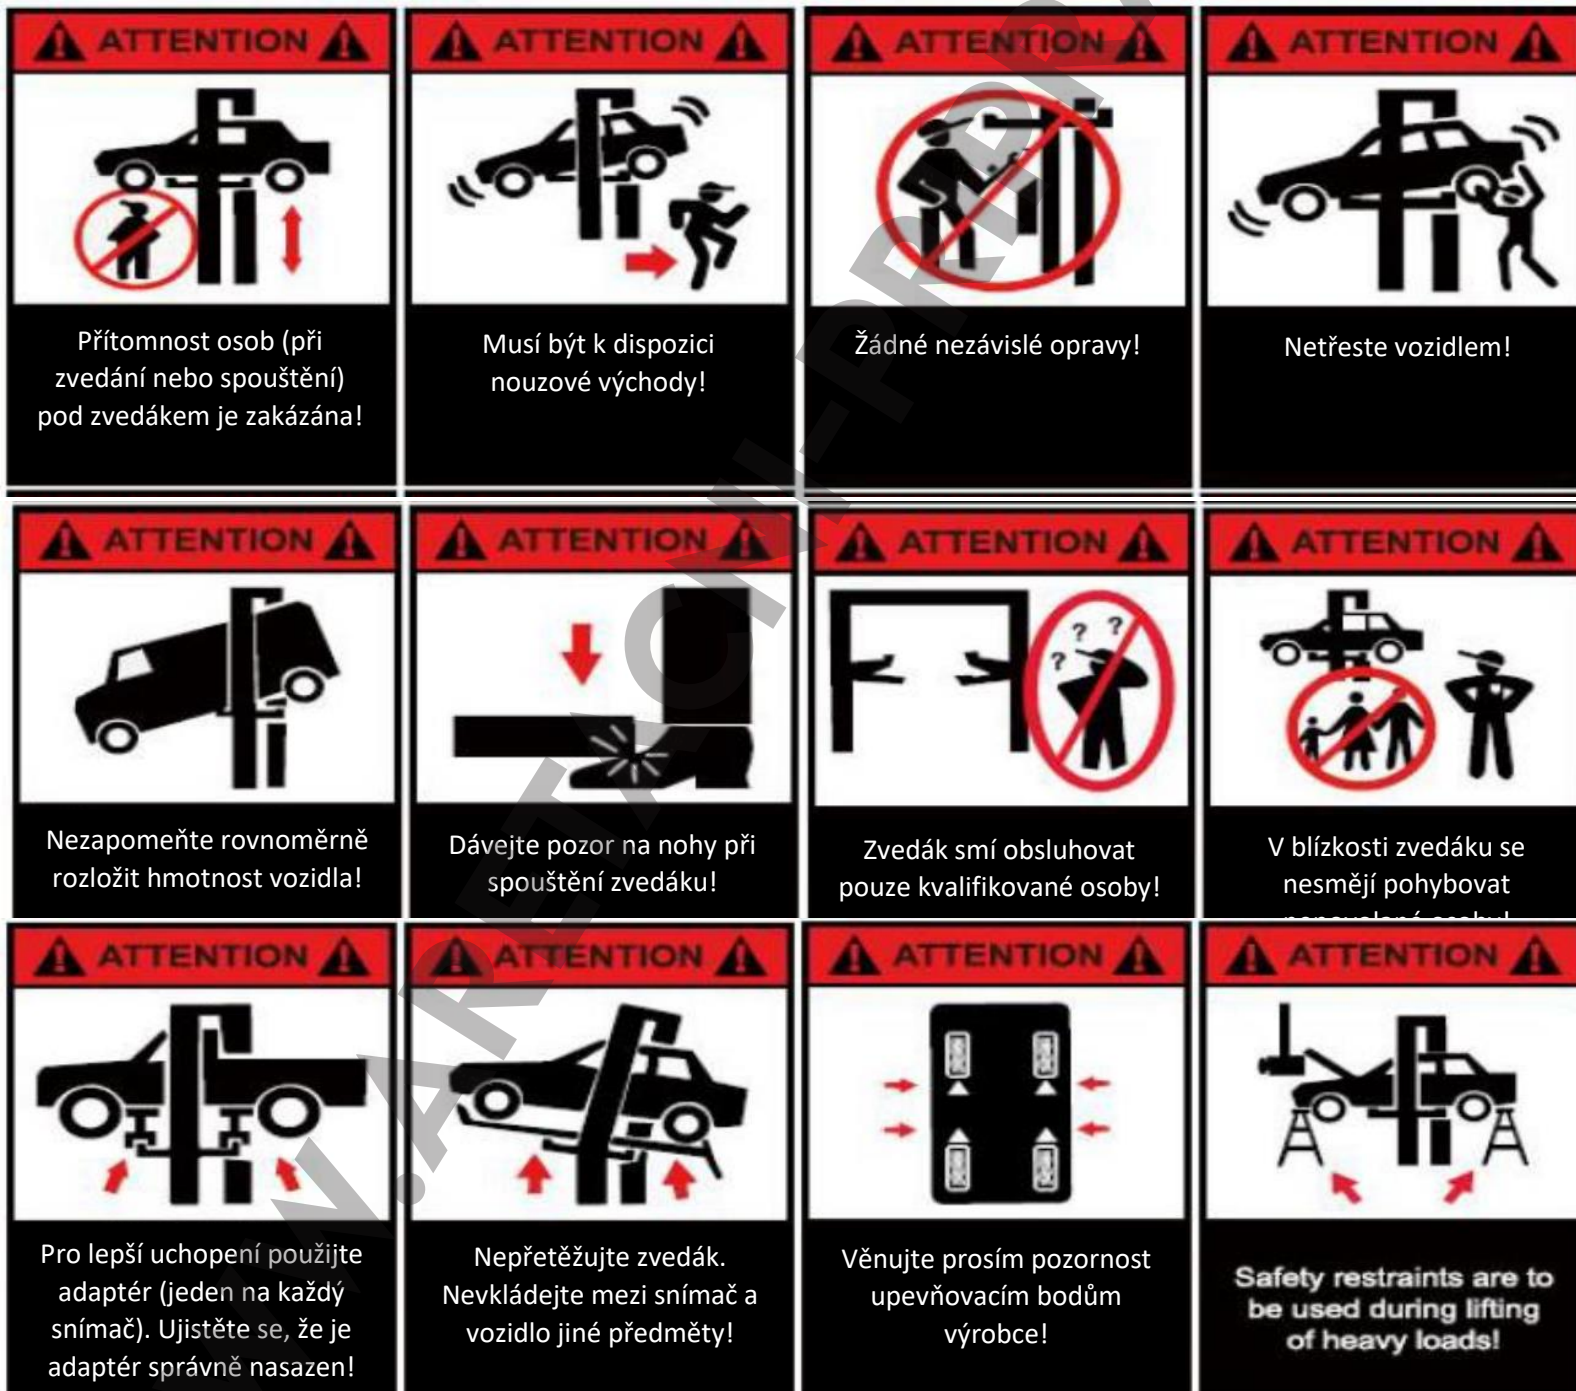 ATTENTION
Přítomnost osob (při
zvedání nebo spouštění)
pod zvedákem je zakázána!
ATTENTION
Musí být k dispozici
nouzové východy!
ATTENTION
Žádné nezávislé opravy!
ATTENTION
Netřeste vozidlem!
ATTENTION
Nezapomeňte rovnoměrně
rozložit hmotnost vozidla!
ATTENTION
Dávejte pozor na nohy při
spouštění zvedáku!
ATTENTION
? ? ?
Zvedák smí obsluhovat
pouze kvalifikované osoby!
ATTENTION
V blízkosti zvedáku se
nesmějí pohybovat
ATTENTION
Pro lepší uchopení použijte
adaptér (jeden na každý
snímač). Ujistěte se, že je
adaptér správně nasazen!
ATTENTION
Nepřetěžujte zvedák.
Nevkládejte mezi snímač a
vozidlo jiné předměty!
ATTENTION
Věnujte prosím pozornost
upevňovacím bodům
výrobce!
ATTENTION
Safety restraints are to
be used during lifting
of heavy loads!